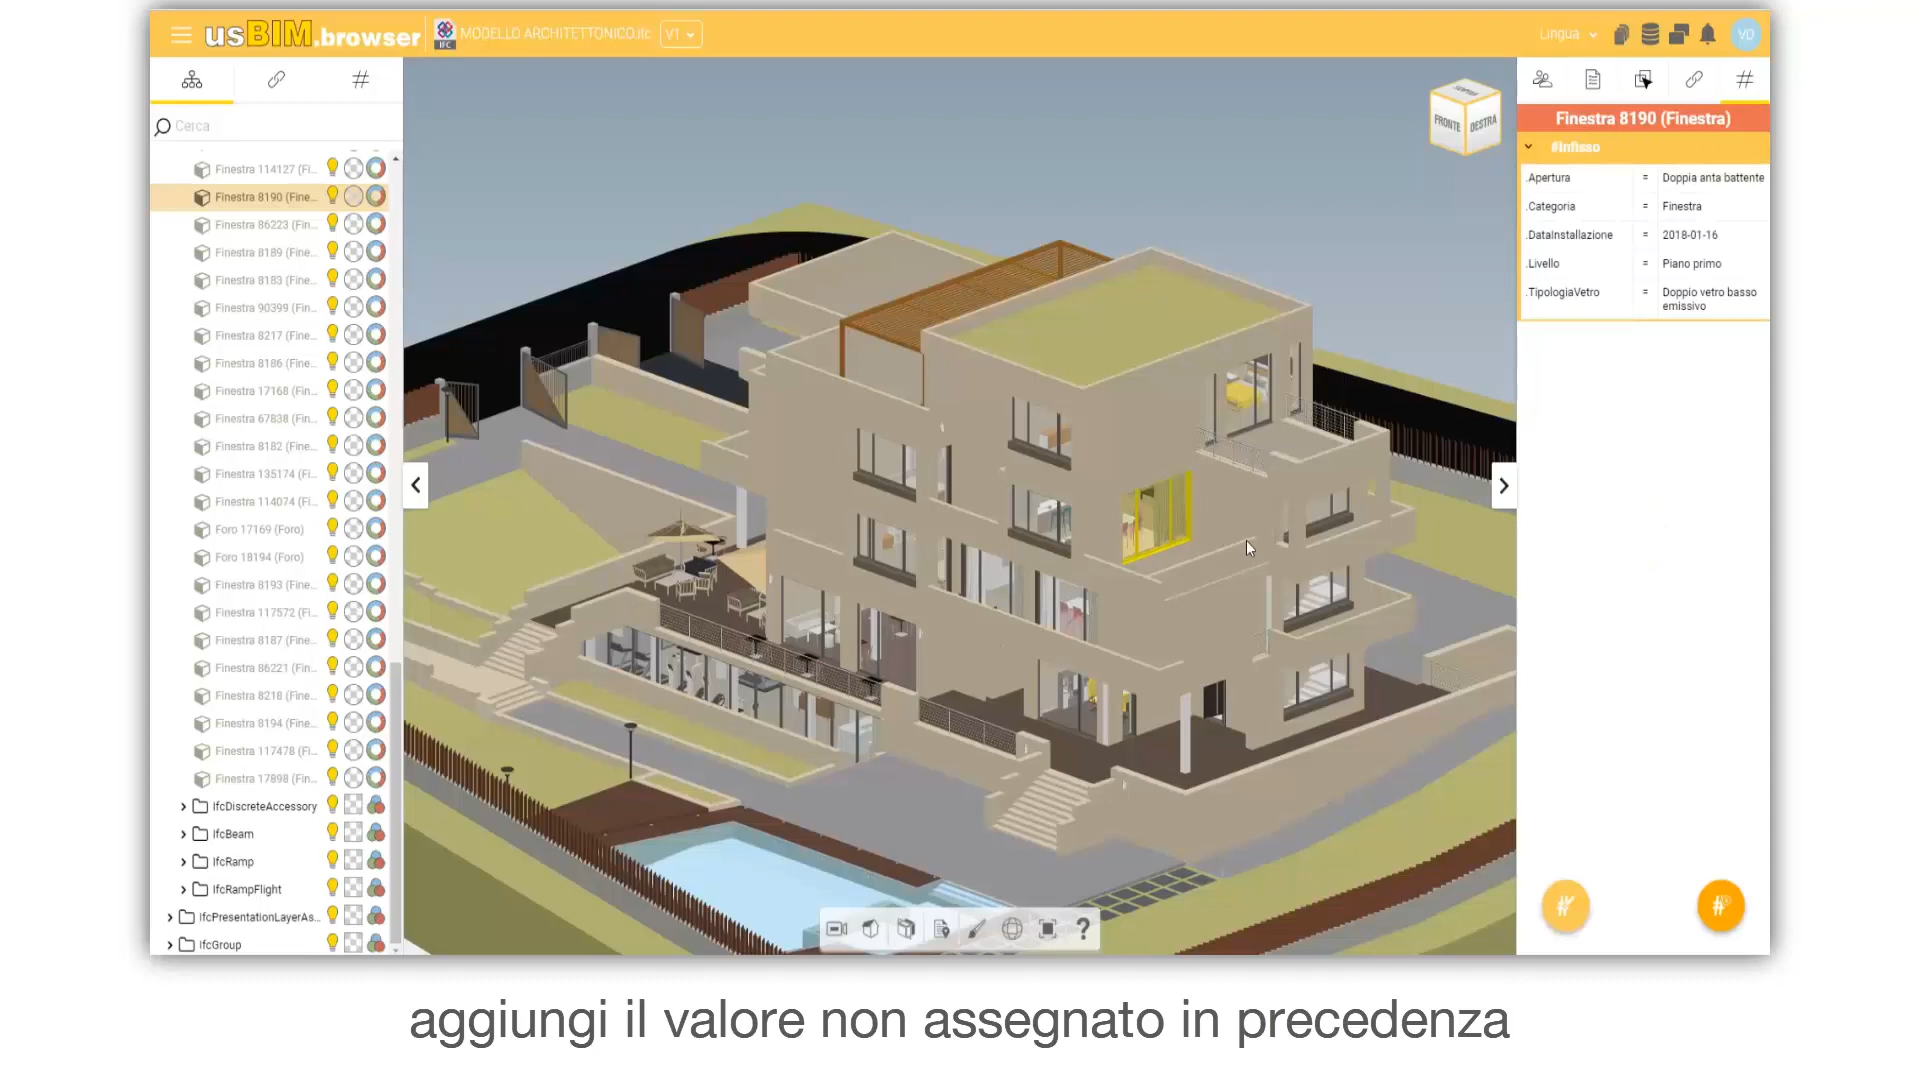 usBIM.browser
IFC
MODELLO ARCHITETTONICO.ifc
V1
Lingua
VD
Cerca
Finestra 114127 (Fi...
Finestra 8190 (Fine...
Finestra 86223 (Fi...
Finestra 8189 (Fine...
Finestra 8183 (Fine...
Finestra 90399 (Fin...
Finestra 8217 (Fine...
Finestra 8186 (Fine...
Finestra 17168 (Fin...
Finestra 67838 (Fin...
Finestra 8182 (Fine...
Finestra 135174 (Fi...
Finestra 114074 (Fi...
Foro 17169 (Foro)
Foro 18194 (Foro)
Finestra 8193 (Fine...
Finestra 117572 (Fi...
Finestra 8187 (Fine...
Finestra 86221 (Fin...
Finestra 8218 (Fine...
Finestra 8194 (Fine...
Finestra 117478 (Fi...
Finestra 17898 (Fin...
IfcDiscreteAccessory
IfcBeam
IfcRamp
IfcRampFlight
IfcPresentationLayerAs...
IfcGroup
FRONTE
DESTRA
Finestra 8190 (Finestra)
#Infisso
.Apertura = Doppia anta battente
.Categoria = Finestra
.DataInstallazione = 2018-01-16
.Livello = Piano primo
.TipologiaVetro = Doppio vetro basso
emissivo
aggiungi il valore non assegnato in precedenza